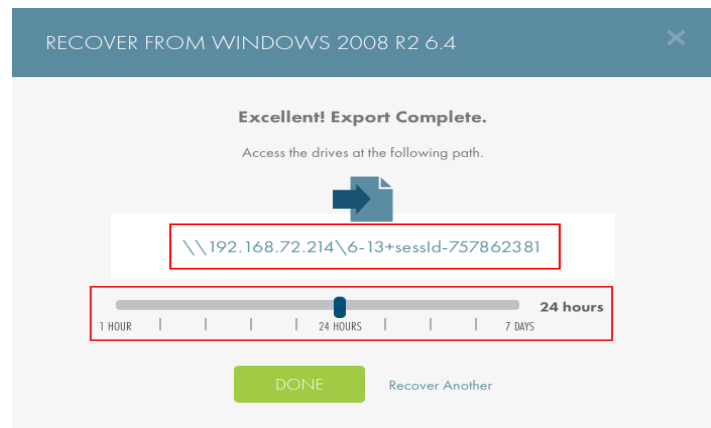 RECOVER FROM WINDOWS 2008 R2 6.4
Excellent! Export Complete.
Access the drives at the following path.
\\192.168.72.214\6-13+sessId-757862381
24 hours
1 HOUR 24 HOURS 7 DAYS
DONE Recover Another